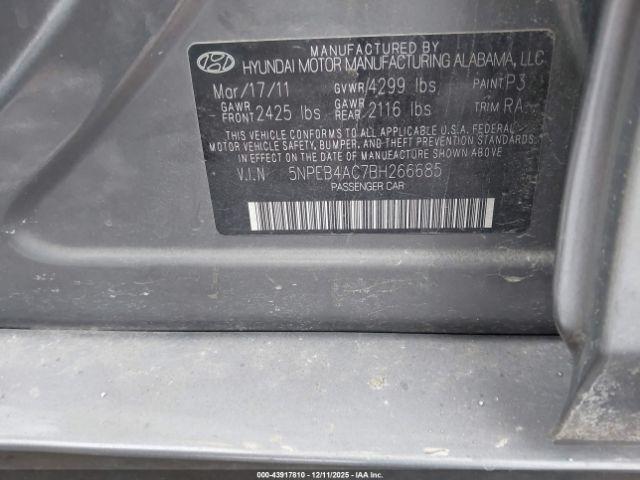 MANUFACTURED BY
HYUNDAI MOTOR MANUFACTURING ALABAMA, LLC
Mar/17/11 GVWR/4299 lbs PAINT P3
GAWR FRONT 2425 lbs GAWR REAR 2116 lbs TRIM RA
THIS VEHICLE CONFORMS TO ALL APPLICABLE U.S.A. FEDERAL
MOTOR VEHICLE SAFETY, BUMPER, AND THEFT PREVENTION STANDARDS
IN EFFECT ON THE DATE OF MANUFACTURE SHOWN ABOVE.
V.I.N 5NPEB4AC7BH266685
PASSENGER CAR
000-43917810 - 12/11/2025 - IAAI.COM